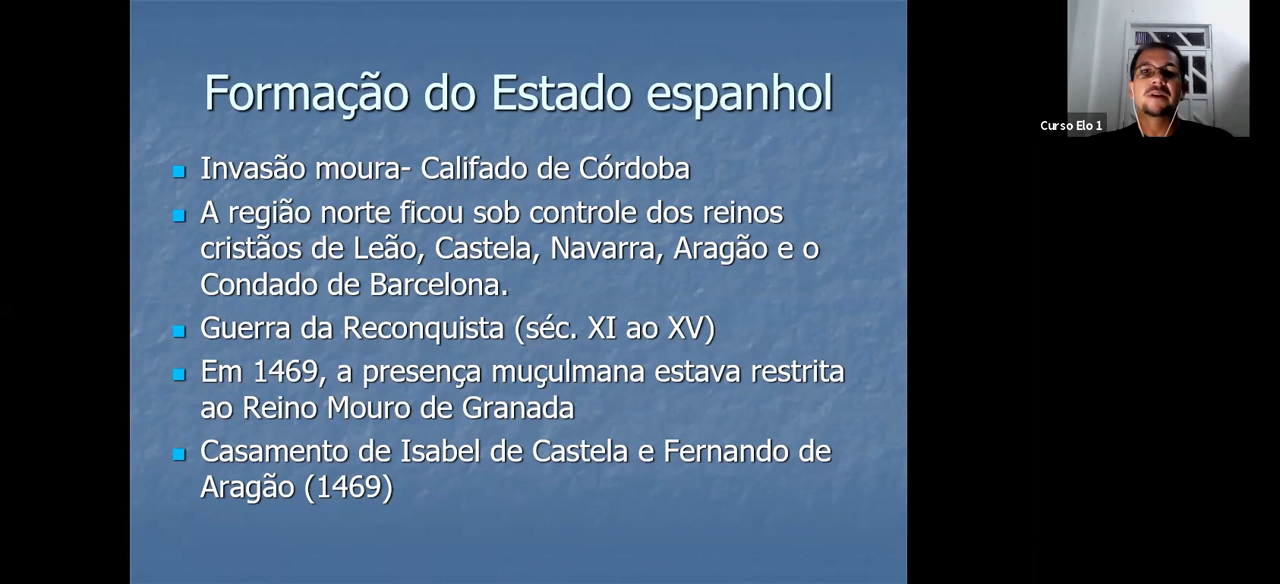 Formação do Estado espanhol
Invasão moura- Califado de Córdoba
A região norte ficou sob controle dos reinos
cristãos de Leão, Castela, Navarra, Aragão e o
Condado de Barcelona.
Guerra da Reconquista (séc. XI ao XV)
Em 1469, a presença muçulmana estava restrita
ao Reino Mouro de Granada
Casamento de Isabel de Castela e Fernando de
Aragão (1469)
Curso Elo 1